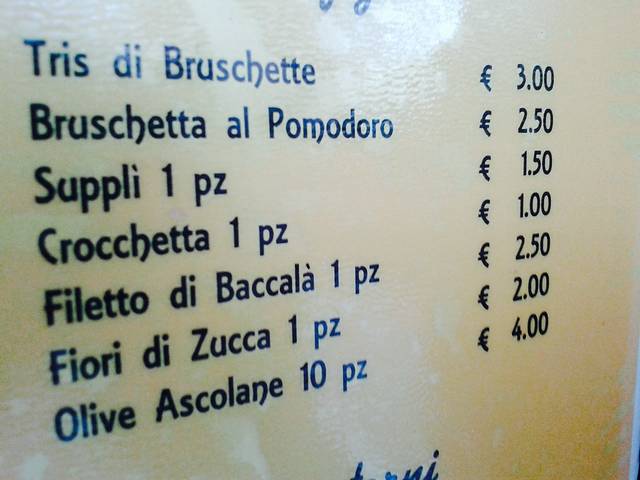 Tris di Bruschette € 3.00
Bruschetta al Pomodoro € 2.50
Supplì 1 pz € 1.50
Crocchetta 1 pz € 1.00
Filetto di Baccalà 1 pz € 2.50
Fiori di Zucca 1 pz € 2.00
Olive Ascolane 10 pz € 4.00